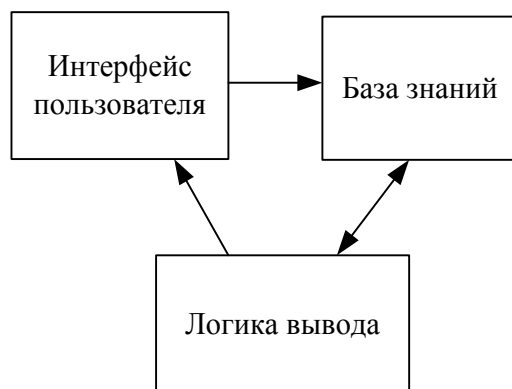 Интерфейс
пользователя
База знаний
Логика вывода